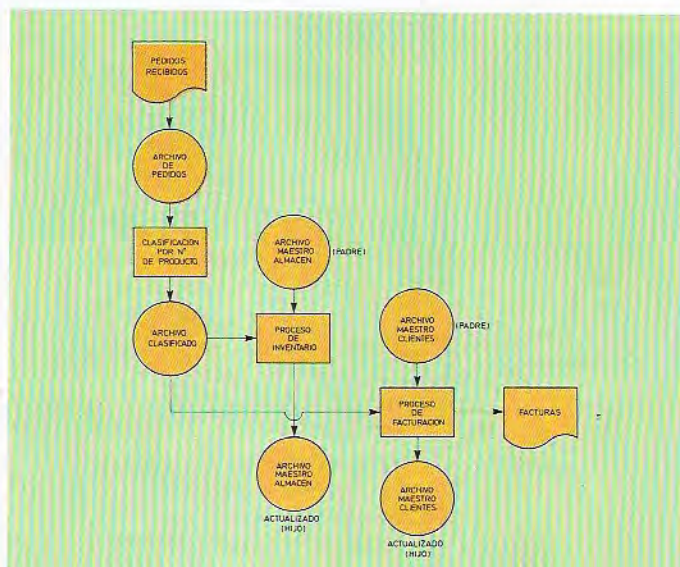 PEDIDOS
RECIBIDOS
ARCHIVO
DE
PEDIDOS
CLASIFICACION
POR Nº
DE PRODUCTO
ARCHIVO
MAESTRO
ALMACEN
(PADRE)
ARCHIVO
CLASIFICADO
PROCESO
DE
INVENTARIO
ARCHIVO
MAESTRO
CLIENTES
(PADRE)
PROCESO
DE
FACTURACION
FACTURAS
ARCHIVO
MAESTRO
ALMACEN
ACTUALIZADO
(HIJO)
ARCHIVO
MAESTRO
CLIENTES
ACTUALIZADO
(HIJO)